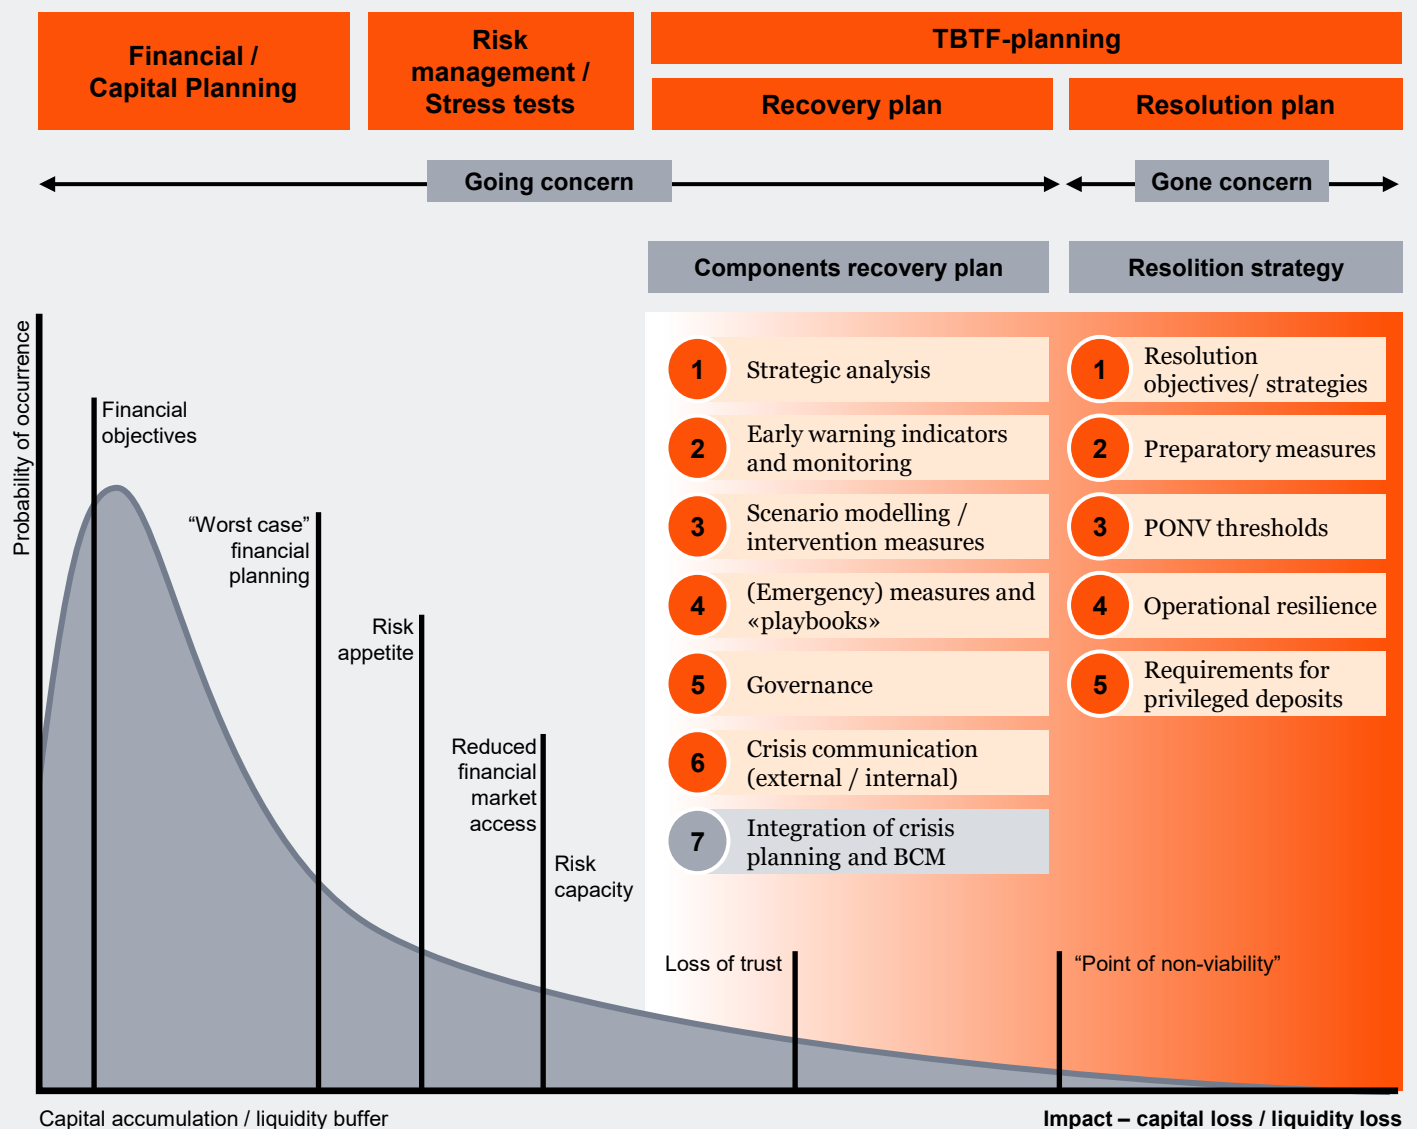 Financial /
Capital Planning
Risk
management /
Stress tests
TBTF-planning
Recovery plan
Resolution plan
Going concern
Gone concern
Components recovery plan
Resolition strategy
Probability of occurrence
Financial
objectives
“Worst case”
financial
planning
Risk
appetite
Reduced
financial
market
access
Risk
capacity
1
Strategic analysis
2
Early warning indicators
and monitoring
3
Scenario modelling /
intervention measures
4
(Emergency) measures and
«playbooks»
5
Governance
6
Crisis communication
(external / internal)
7
Integration of crisis
planning and BCM
1
Resolution
objectives/ strategies
2
Preparatory measures
3
PONV thresholds
4
Operational resilience
5
Requirements for
privileged deposits
Loss of trust
“Point of non-viability”
Capital accumulation / liquidity buffer
Impact – capital loss / liquidity loss